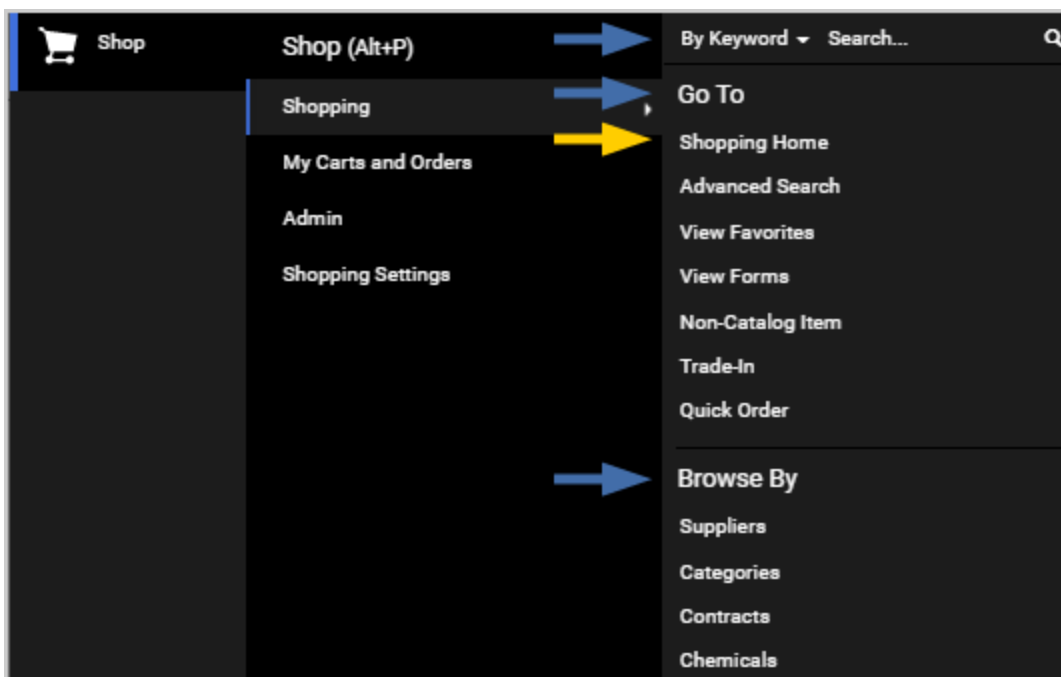 Shop
Shop (Alt+P)
Shopping
My Carts and Orders
Admin
Shopping Settings
By Keyword Search...
Go To
Shopping Home
Advanced Search
View Favorites
View Forms
Non-Catalog Item
Trade-In
Quick Order
Browse By
Suppliers
Categories
Contracts
Chemicals